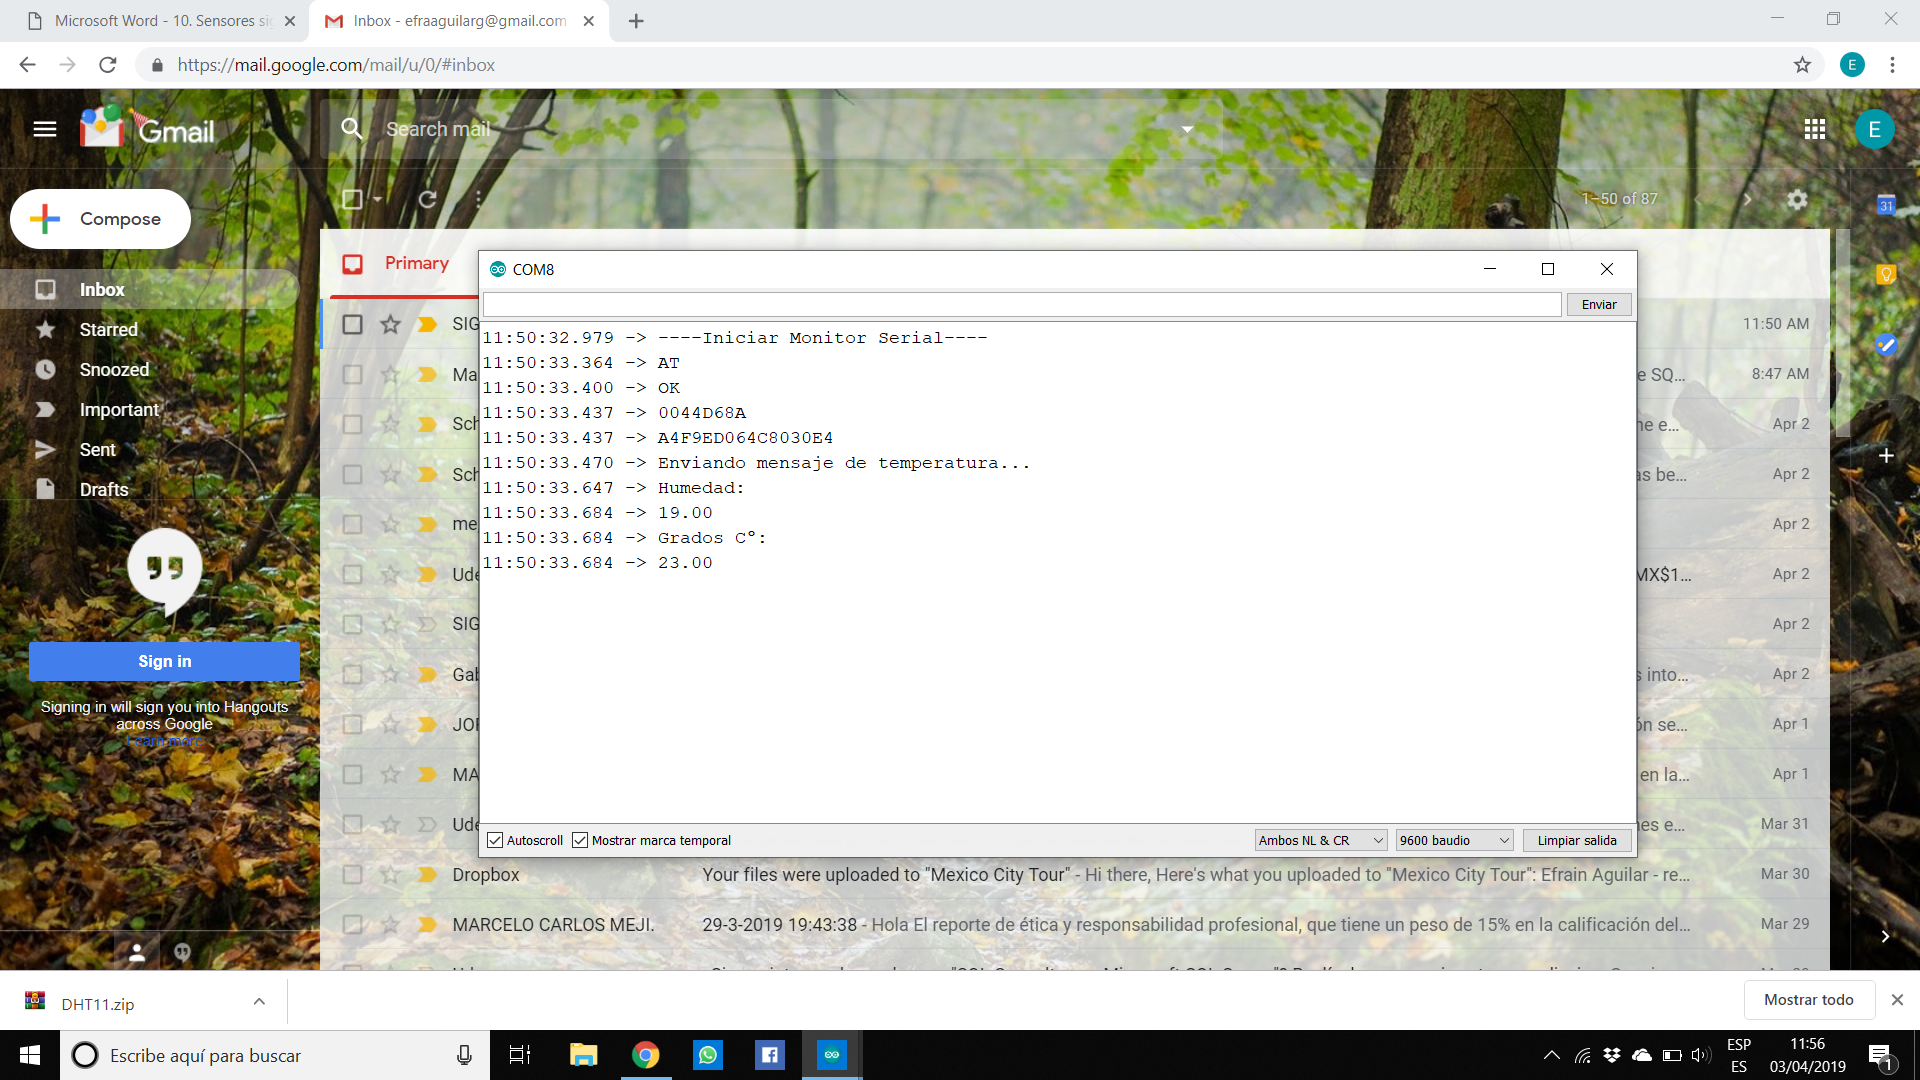 Microsoft Word - 10. Sensores si
Inbox - efraaguilarg@gmail.com
https://mail.google.com/mail/u/0/#inbox
E
Gmail
Search mail
E
Compose
1–50 of 87
31
Primary
Inbox
Starred
Snoozed
Important
Sent
Drafts
Sign in
Signing in will sign you into Hangouts
across Google
Learn more
COM8
Enviar
11:50:32.979 -> ----Iniciar Monitor Serial----
11:50:33.364 -> AT
11:50:33.400 -> OK
11:50:33.437 -> 0044D68A
11:50:33.437 -> A4F9ED064C8030E4
11:50:33.470 -> Enviando mensaje de temperatura...
11:50:33.647 -> Humedad:
11:50:33.684 -> 19.00
11:50:33.684 -> Grados C°:
11:50:33.684 -> 23.00
Autoscroll
Mostrar marca temporal
Ambos NL & CR
9600 baudio
Limpiar salida
SIG
11:50 AM
Ma
e SQ...
8:47 AM
Sch
ne e...
Apr 2
Sch
as be...
Apr 2
me
Apr 2
Ude
MX$1...
Apr 2
SIG
Apr 2
Gab
s into...
Apr 2
JOR
ón se...
Apr 1
MA
en la...
Apr 1
Ude
nes e...
Mar 31
Dropbox
Your files were uploaded to "Mexico City Tour" - Hi there, Here's what you uploaded to "Mexico City Tour": Efrain Aguilar - re...
Mar 30
MARCELO CARLOS MEJI.
29-3-2019 19:43:38 - Hola El reporte de ética y responsabilidad profesional, que tiene un peso de 15% en la calificación del...
Mar 29
DHT11.zip
Mostrar todo
Escribe aquí para buscar
ESP
ES
11:56
03/04/2019
1